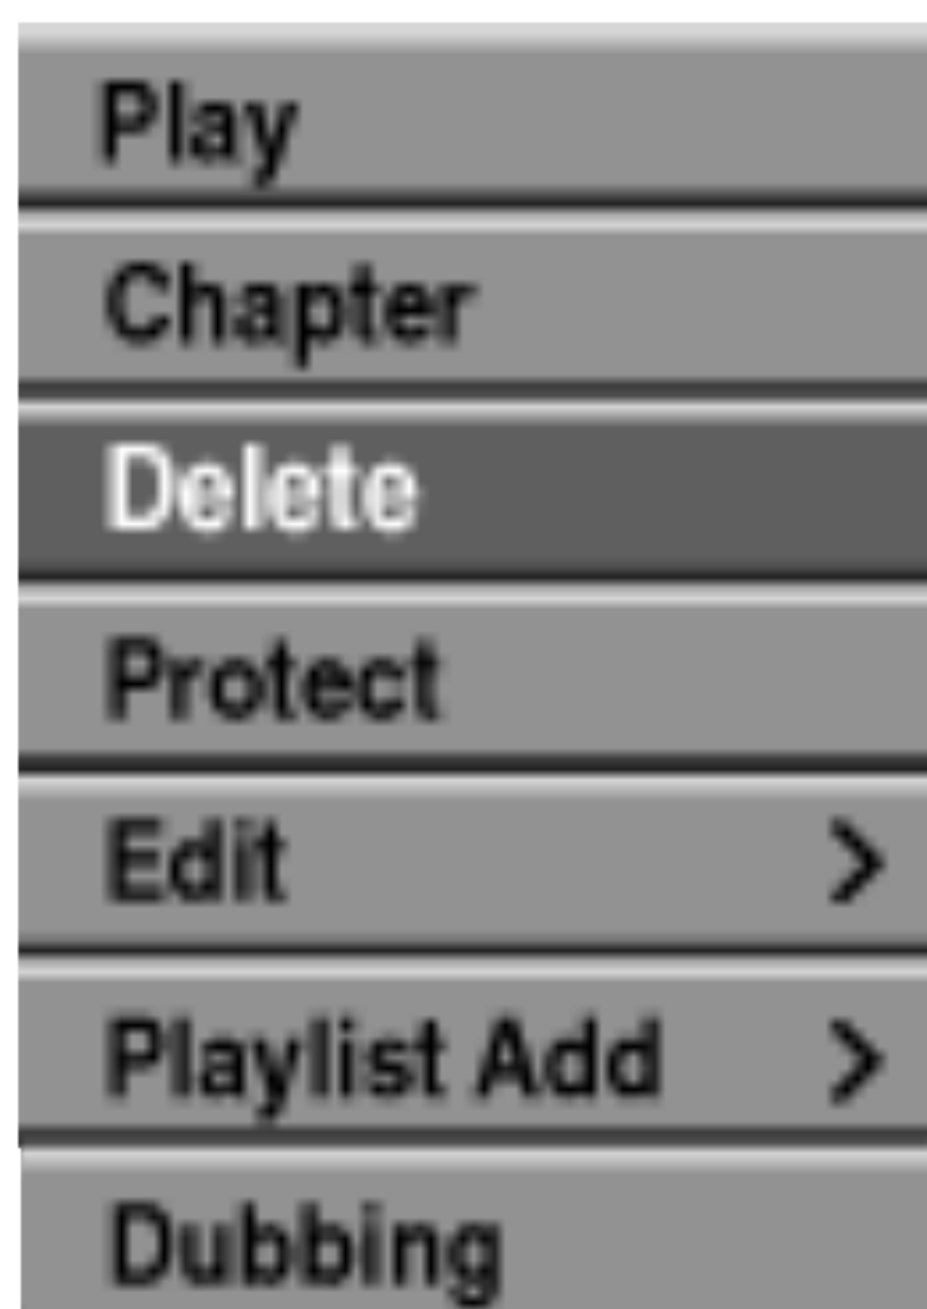 Play
Chapter
Delete
Protect
Edit >
Playlist Add >
Dubbing